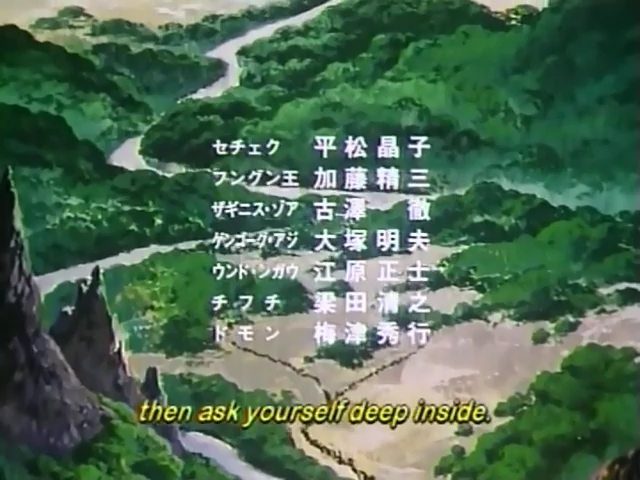 セチェク 平松晶子
フングン王 加藤精三
ザギニス・ゾア 古澤 徹
ゲンゴーグ・アジ 大塚明夫
ウンド・ンガウ 江原正士
チフチ 梁田清之
ドモン 梅津秀行
then ask yourself deep inside.